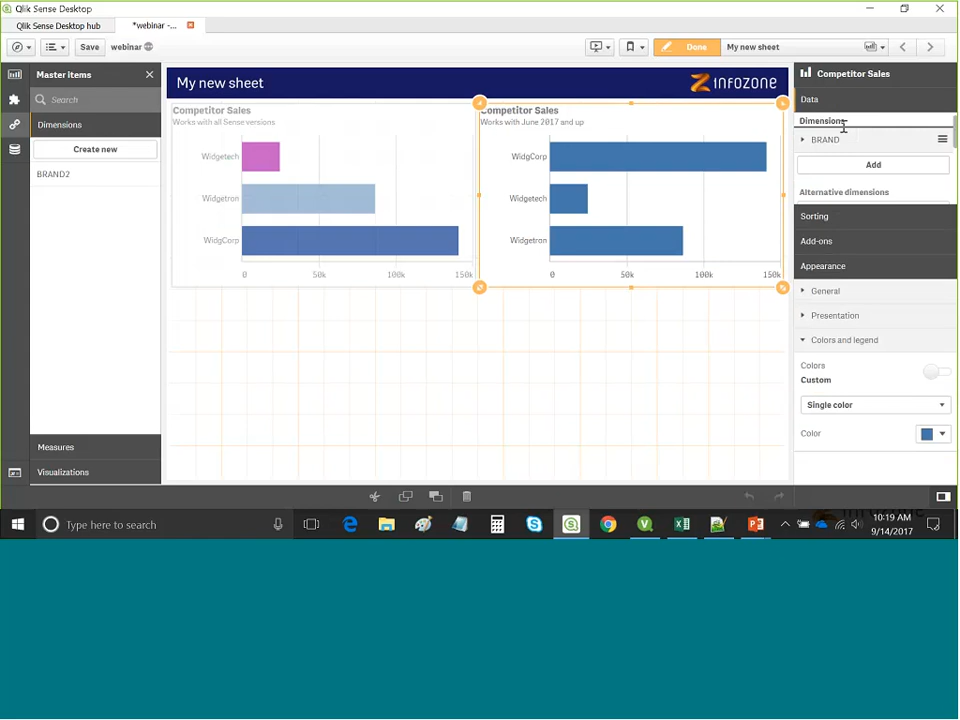 Qlik Sense Desktop
Qlik Sense Desktop hub
*webinar -...
Save
webinar
Done
My new sheet
Master items
Search
Dimensions
Create new
BRAND2
Measures
Visualizations
My new sheet
INFOZONE
Competitor Sales
Works with all Sense versions
Widgetech
Widgetron
WidgCorp
0 50k 100k 150k
Competitor Sales
Works with June 2017 and up
WidgCorp
Widgetech
Widgetron
0 50k 100k 150k
Competitor Sales
Data
Dimensions
BRAND
Add
Alternative dimensions
Sorting
Add-ons
Appearance
General
Presentation
Colors and legend
Colors
Custom
Single color
Color
Type here to search
10:19 AM
9/14/2017